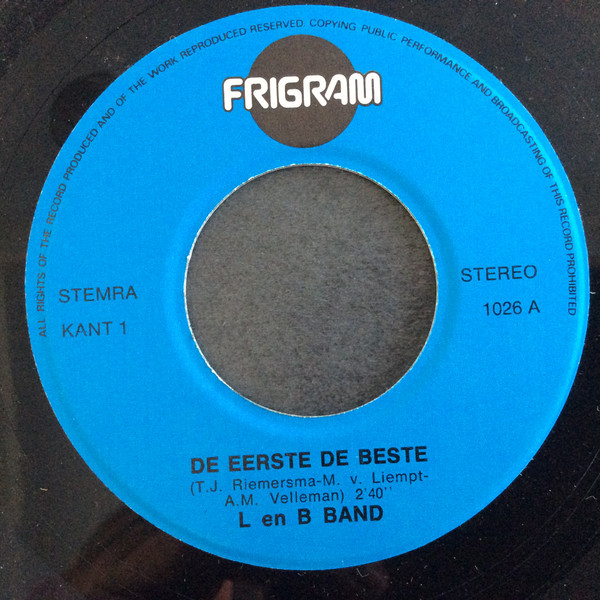 ALL RIGHTS OF THE RECORD PRODUCED AND OF THE WORK REPRODUCED RESERVED COPYING PUBLIC PERFORMANCE AND BROADCASTING OF THIS RECORD PROHIBITED
FRIGRAM
STEMRA
KANT 1
STEREO
1026 A
DE EERSTE DE BESTE
(T.J. Riemersma-M. v. Liempt-
A.M. Velleman) 2'40''
L en B BAND